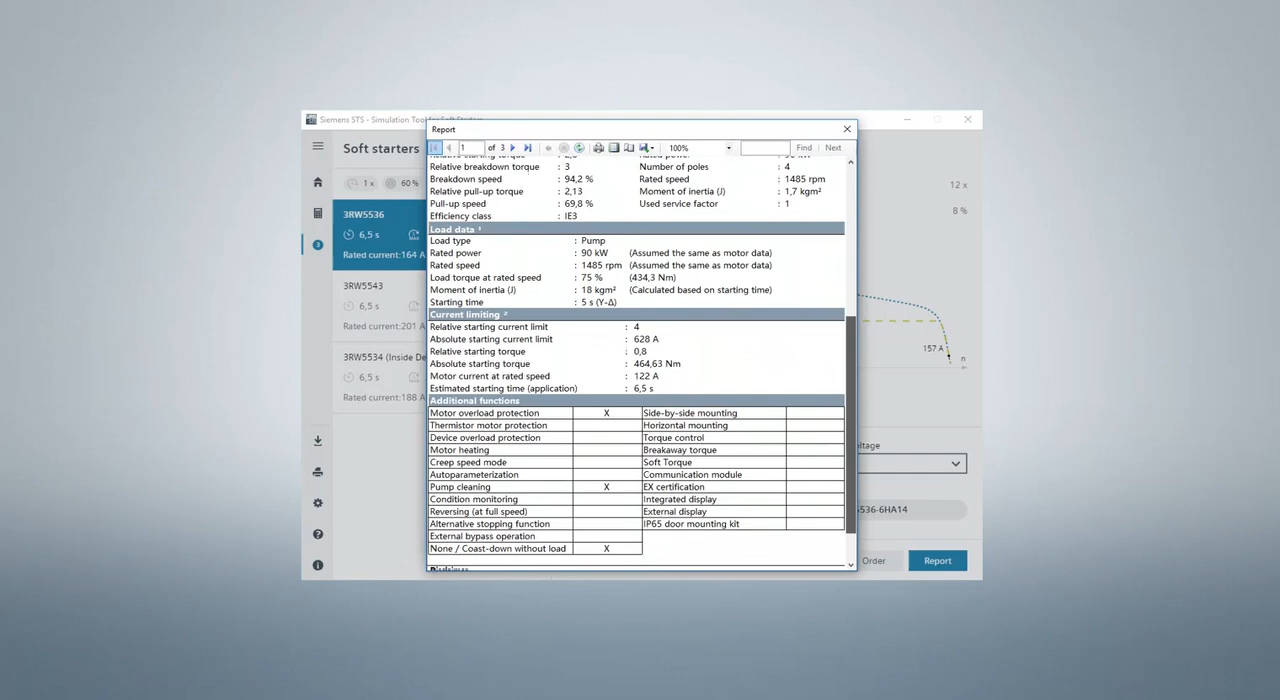 Siemens STS - Simulation Tool for Soft Starters
Report
1 of 3 100% Find Next
Soft starters
1 x 60 %
3RW5536
6,5 s
Rated current:164 A
3RW5543
6,5 s
Rated current:201 A
3RW5534 (Inside De
6,5 s
Rated current:188 A
Relative breakdown torque : 3 Number of poles : 4
Breakdown speed : 94,2 % Rated speed : 1485 rpm
Relative pull-up torque : 2,13 Moment of inertia (J) : 1,7 kgm²
Pull-up speed : 69,8 % Used service factor : 1
Efficiency class : IE3
Load data ¹
Load type : Pump
Rated power : 90 kW (Assumed the same as motor data)
Rated speed : 1485 rpm (Assumed the same as motor data)
Load torque at rated speed : 75 % (434,3 Nm)
Moment of inertia (J) : 18 kgm² (Calculated based on starting time)
Starting time : 5 s (Y-Δ)
Current limiting ²
Relative starting current limit : 4
Absolute starting current limit : 628 A
Relative starting torque : 0,8
Absolute starting torque : 464,63 Nm
Motor current at rated speed : 122 A
Estimated starting time (application) : 6,5 s
Additional functions
Motor overload protection X Side-by-side mounting
Thermistor motor protection Horizontal mounting
Device overload protection Torque control
Motor heating Breakaway torque
Creep speed mode Soft Torque
Autoparameterization Communication module
Pump cleaning X EX certification
Condition monitoring Integrated display
Reversing (at full speed) External display
Alternative stopping function IP65 door mounting kit
External bypass operation
None / Coast-down without load X
12 x
8 %
157 A
n
ltage
5536-6HA14
Order
Report
3